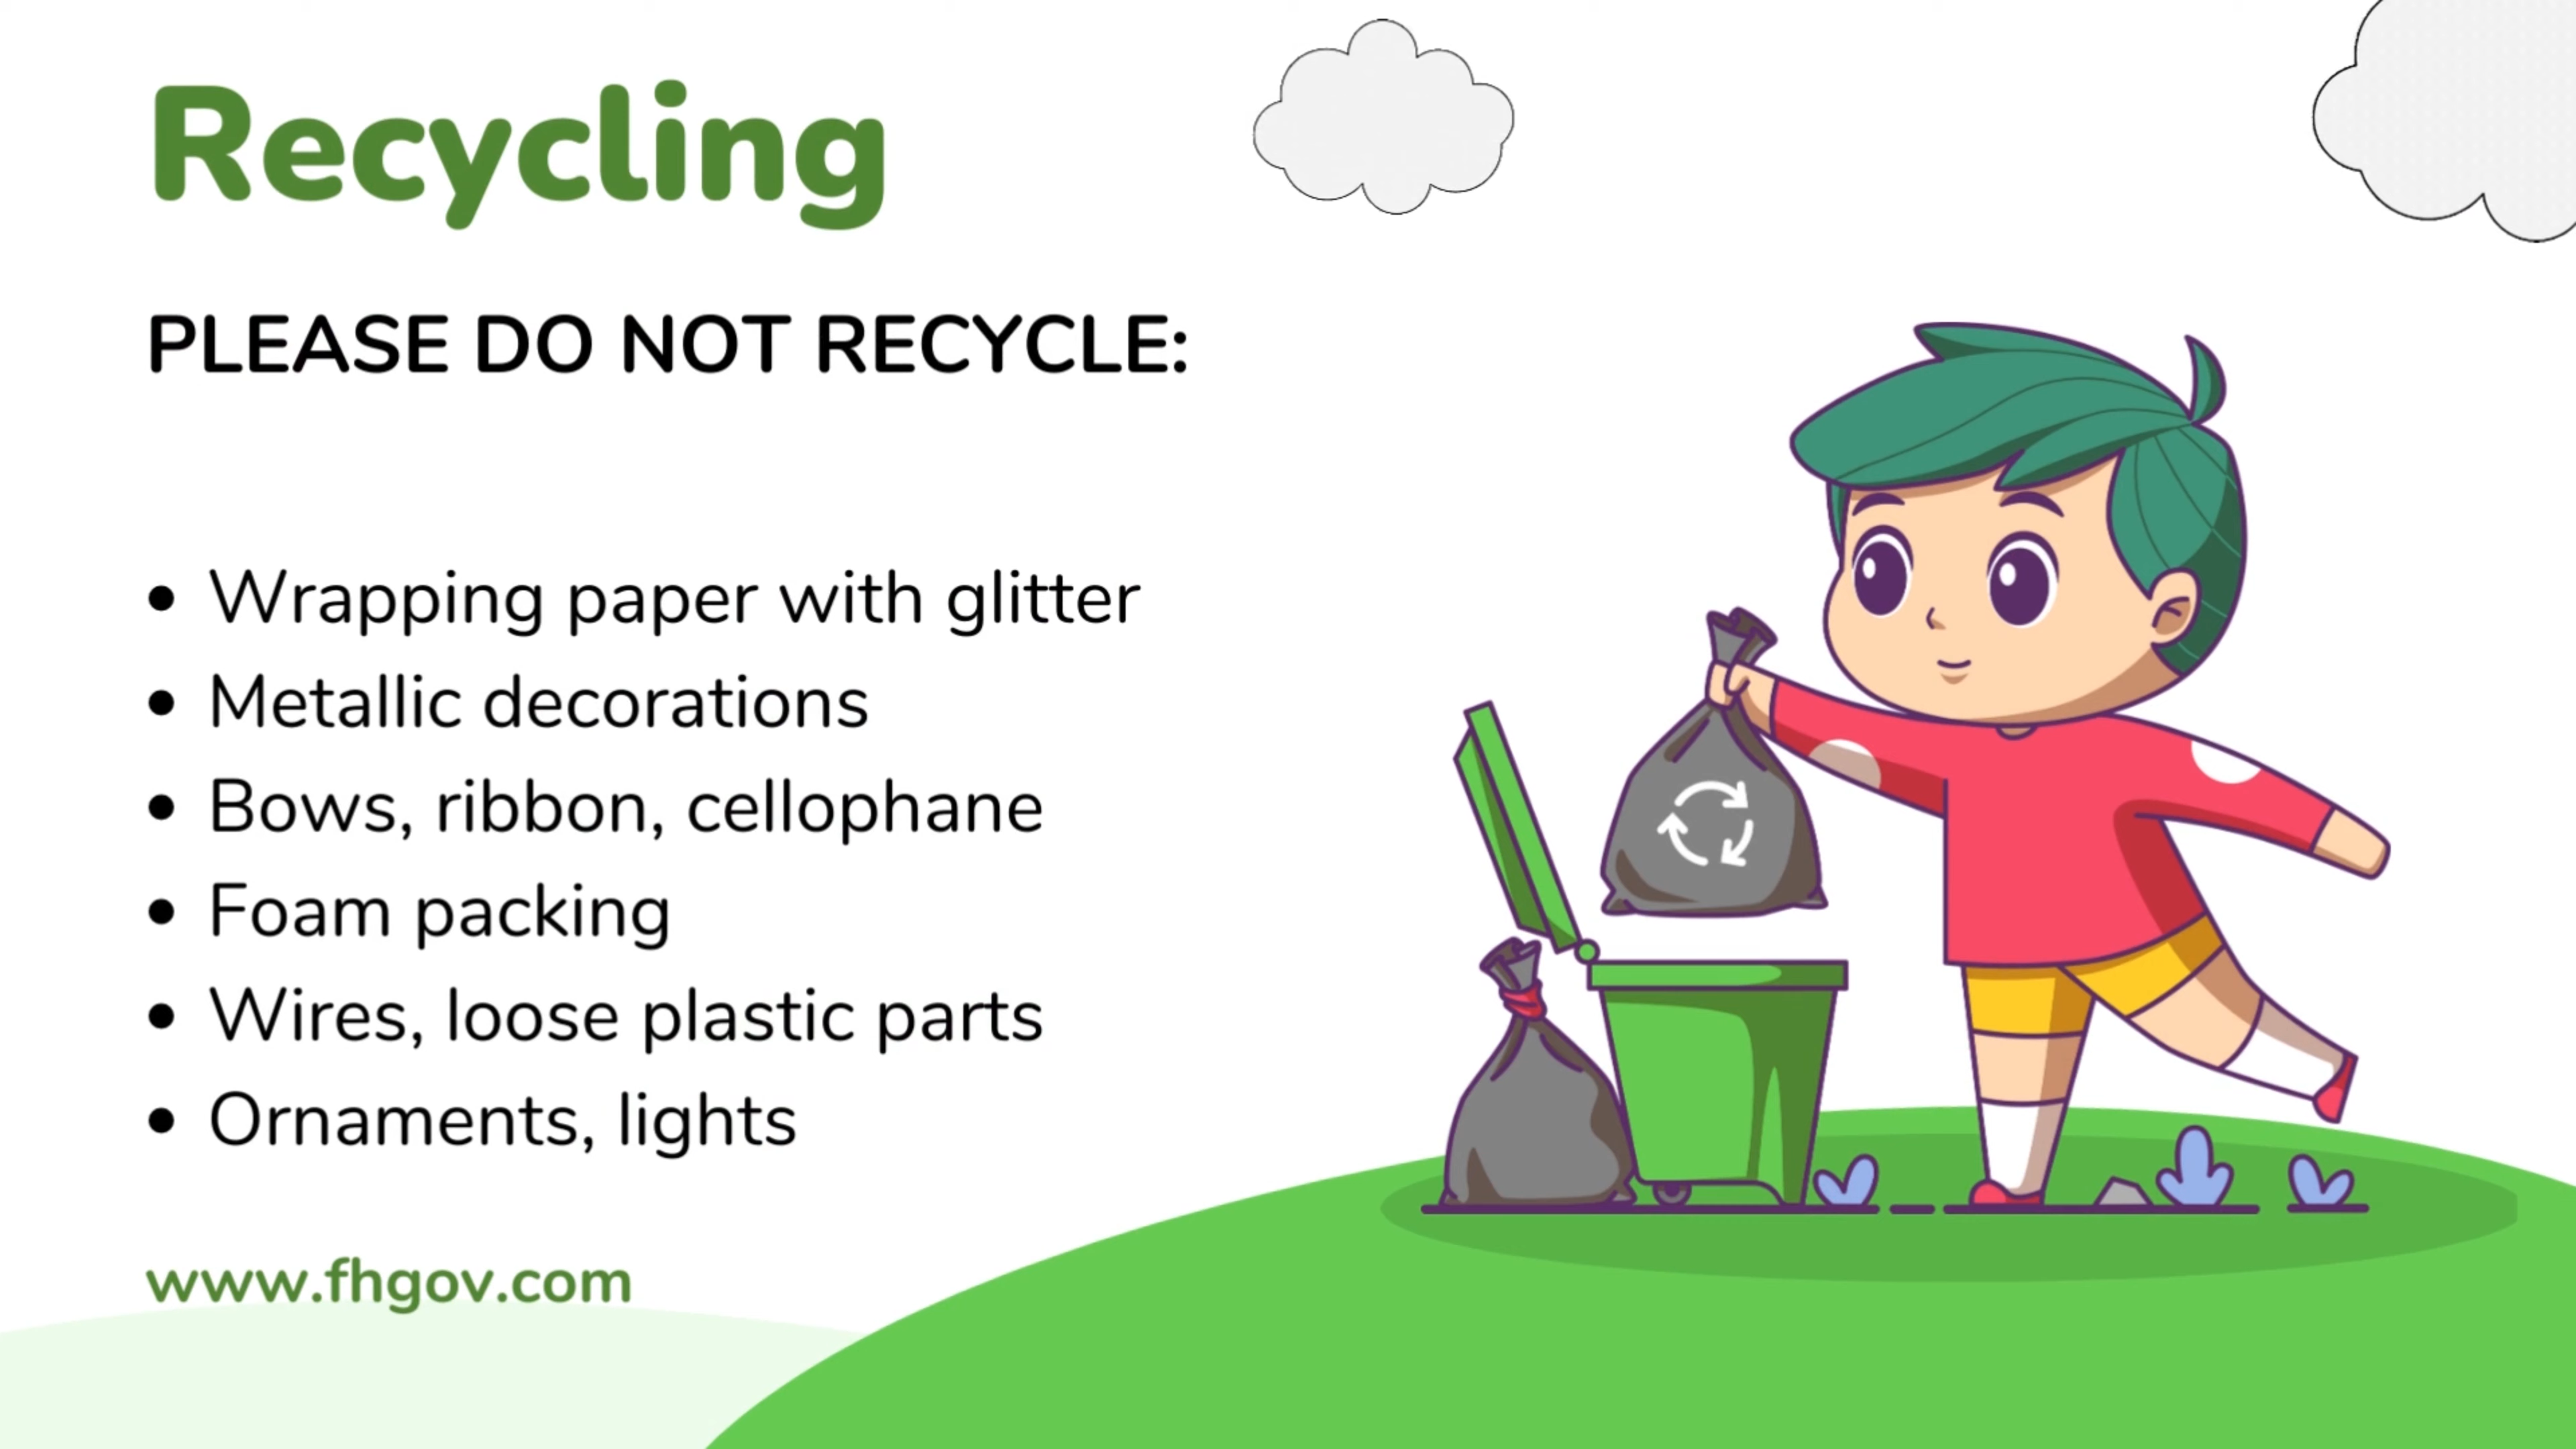 Recycling
PLEASE DO NOT RECYCLE:
• Wrapping paper with glitter
• Metallic decorations
• Bows, ribbon, cellophane
• Foam packing
• Wires, loose plastic parts
• Ornaments, lights
www.fhgov.com